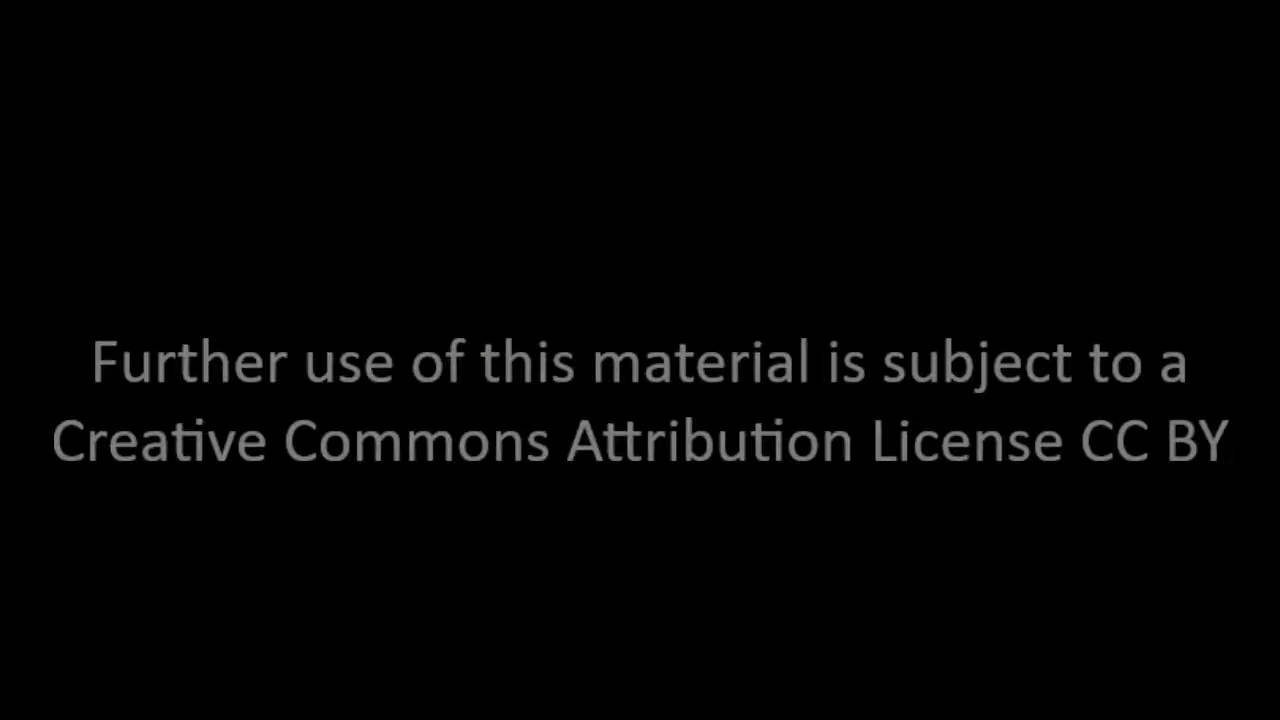 Further use of this material is subject to a
Creative Commons Attribution License CC BY